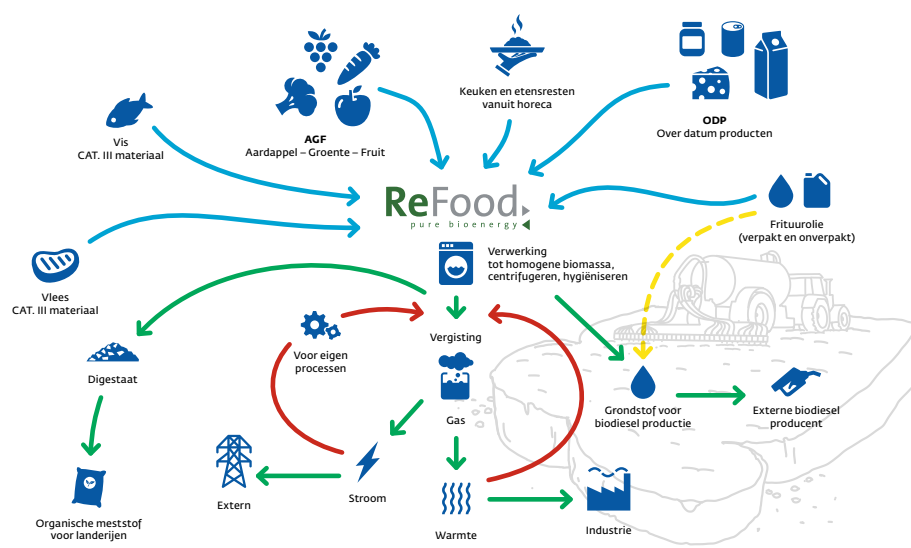 Keuken en etensresten
vanuit horeca
ODP
Over datum producten
AGF
Aardappel – Groente – Fruit
Vis
CAT. III materiaal
ReFood
pure bioenergy
Frituurolie
(verpakt en onverpakt)
Verwerking
tot homogene biomassa,
centrifugeren, hygiëniseren
Vlees
CAT. III materiaal
Vergisting
Voor eigen
processen
Digestaat
Gas
Grondstof voor
biodiesel productie
Externe biodiesel
producent
Stroom
Extern
Organische meststof
voor landerijen
Warmte
Industrie